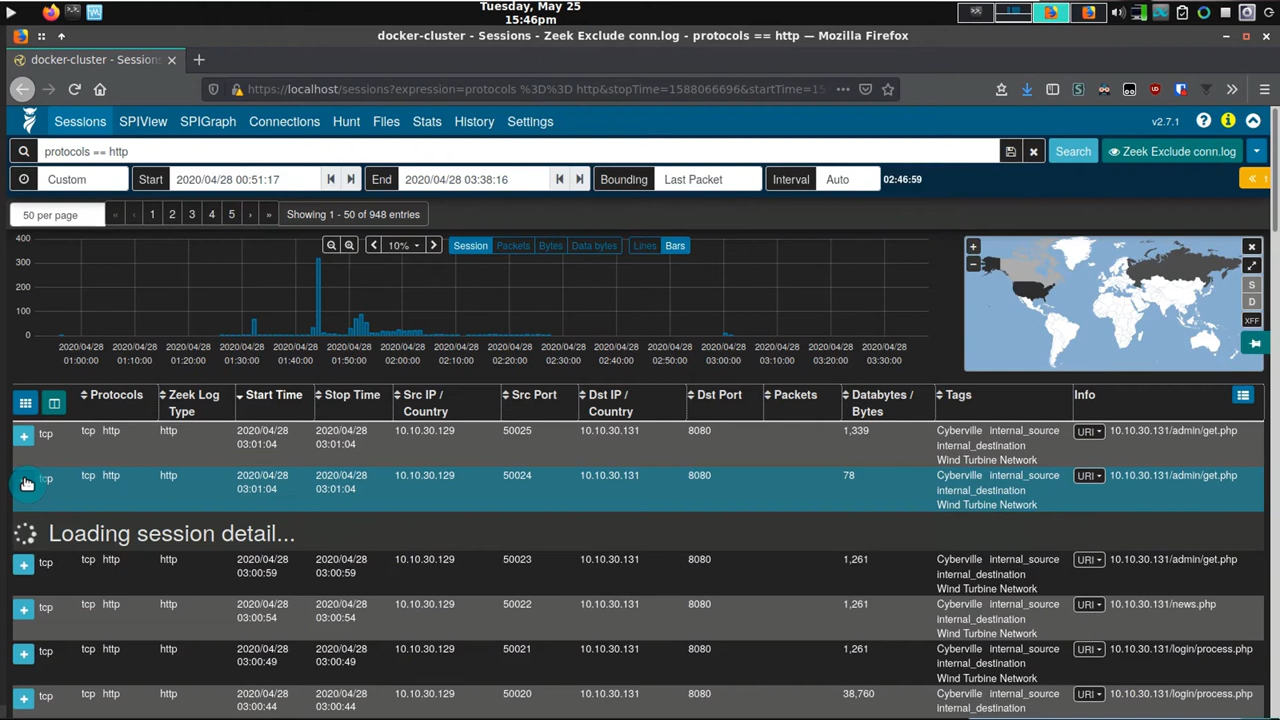 Tuesday, May 25
15:46pm
docker-cluster - Sessions - Zeek Exclude conn.log - protocols == http - Mozilla Firefox
docker-cluster - Sessions
https://localhost/sessions?expression=protocols %3D%3D http&stopTime=1588066696&startTime=15
Sessions SPIView SPIGraph Connections Hunt Files Stats History Settings v2.7.1
protocols == http Search Zeek Exclude conn.log
Custom Start 2020/04/28 00:51:17 End 2020/04/28 03:38:16 Bounding Last Packet Interval Auto 02:46:59 « 1
50 per page « ‹ 1 2 3 4 5 › » Showing 1 - 50 of 948 entries
10% Session Packets Bytes Data bytes Lines Bars
400
300
200
100
0
2020/04/28 2020/04/28 2020/04/28 2020/04/28 2020/04/28 2020/04/28 2020/04/28 2020/04/28 2020/04/28 2020/04/28 2020/04/28 2020/04/28 2020/04/28 2020/04/28 2020/04/28 2020/04/28
01:00:00 01:10:00 01:20:00 01:30:00 01:40:00 01:50:00 02:00:00 02:10:00 02:20:00 02:30:00 02:40:00 02:50:00 03:00:00 03:10:00 03:20:00 03:30:00
+
−
S
D
XFF
Protocols Zeek Log Type Start Time Stop Time Src IP / Country Src Port Dst IP / Country Dst Port Packets Databytes / Bytes Tags Info
tcp tcp http http 2020/04/28 2020/04/28 10.10.30.129 50025 10.10.30.131 8080 1,339 Cyberville internal_source URI 10.10.30.131/admin/get.php
03:01:04 03:01:04 internal_destination
Wind Turbine Network
tcp tcp http http 2020/04/28 2020/04/28 10.10.30.129 50024 10.10.30.131 8080 78 Cyberville internal_source URI 10.10.30.131/admin/get.php
03:01:04 03:01:04 internal_destination
Wind Turbine Network
Loading session detail...
tcp tcp http http 2020/04/28 2020/04/28 10.10.30.129 50023 10.10.30.131 8080 1,261 Cyberville internal_source URI 10.10.30.131/admin/get.php
03:00:59 03:00:59 internal_destination
Wind Turbine Network
tcp tcp http http 2020/04/28 2020/04/28 10.10.30.129 50022 10.10.30.131 8080 1,261 Cyberville internal_source URI 10.10.30.131/news.php
03:00:54 03:00:54 internal_destination
Wind Turbine Network
tcp tcp http http 2020/04/28 2020/04/28 10.10.30.129 50021 10.10.30.131 8080 1,261 Cyberville internal_source URI 10.10.30.131/login/process.php
03:00:49 03:00:49 internal_destination
Wind Turbine Network
tcp tcp http http 2020/04/28 2020/04/28 10.10.30.129 50020 10.10.30.131 8080 38,760 Cyberville internal_source URI 10.10.30.131/login/process.php
03:00:44 03:00:44 internal_destination